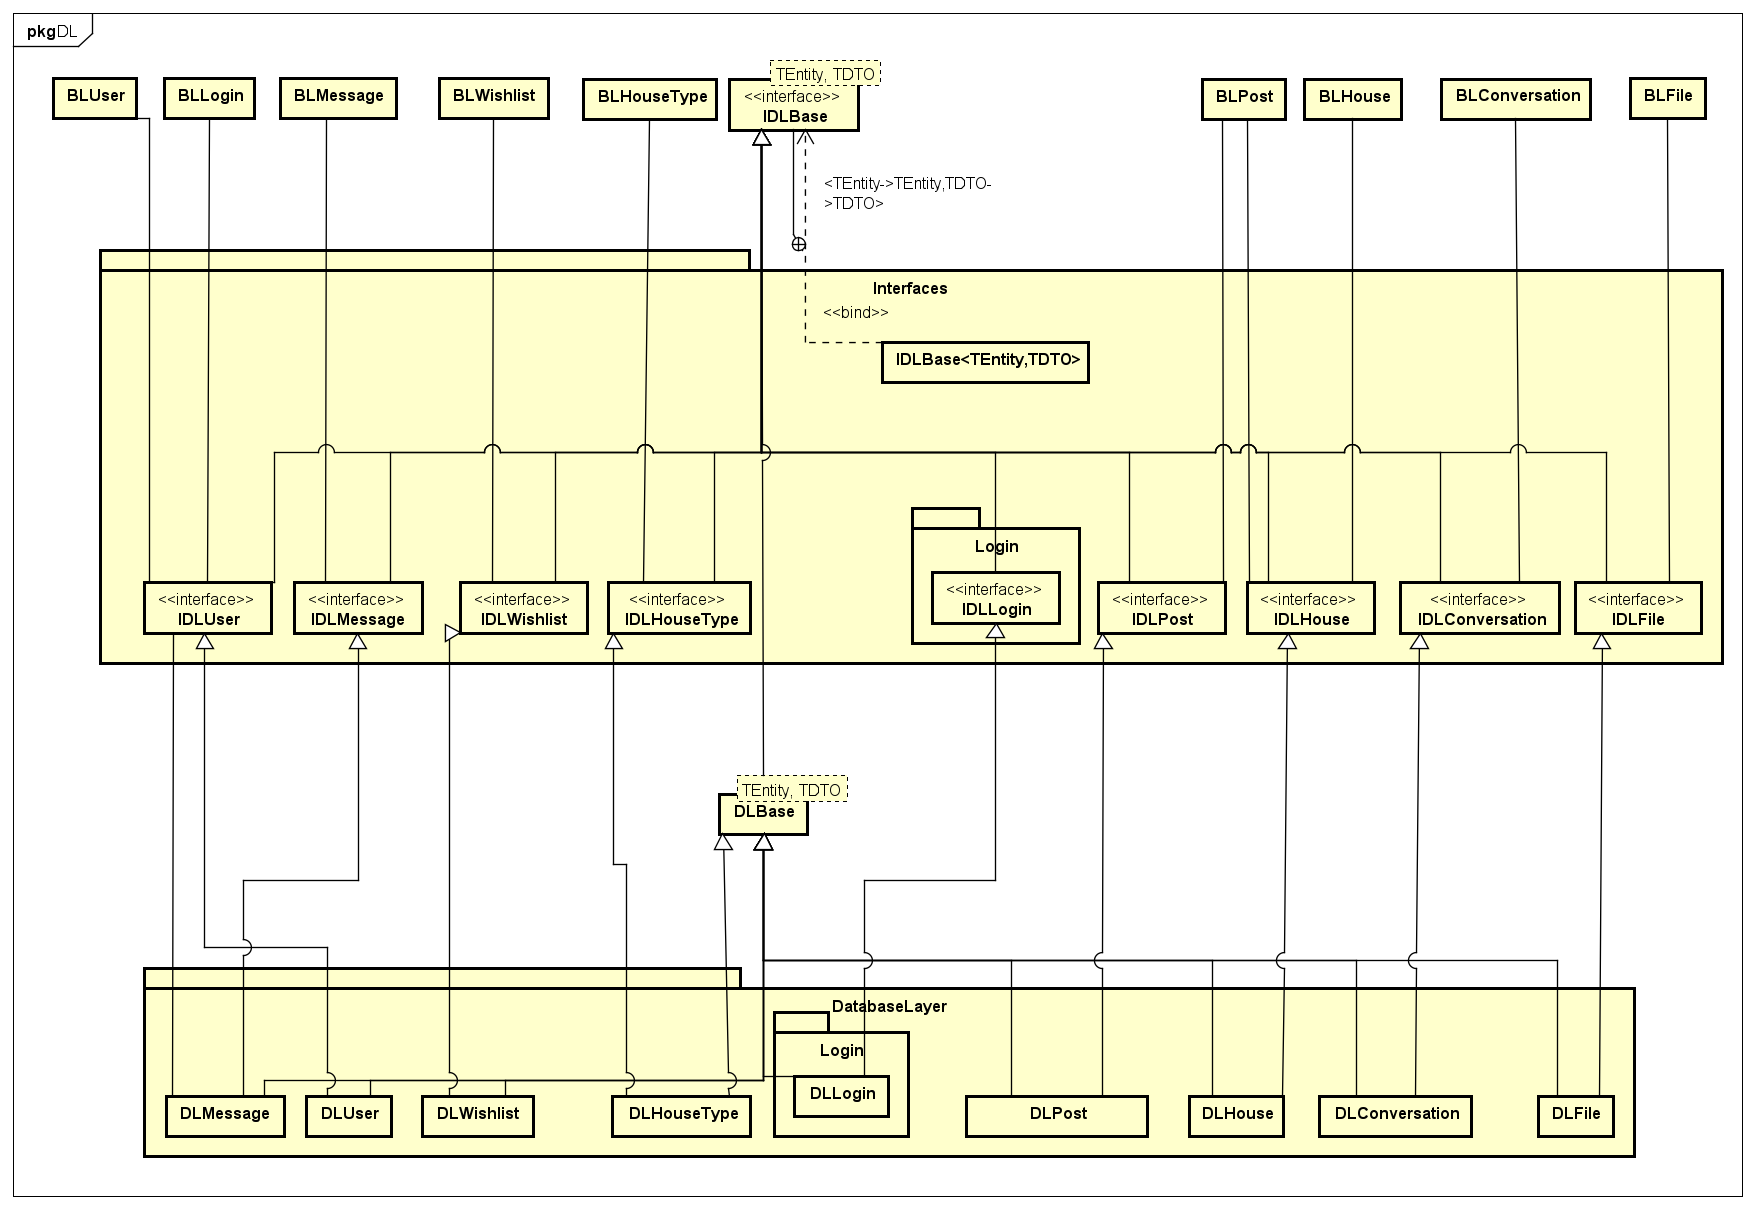 pkgDL
BLUser
BLLogin
BLMessage
BLWishlist
BLHouseType
TEntity, TDTO
<<interface>>
IDLBase
BLPost
BLHouse
BLConversation
BLFile
<TEntity->TEntity,TDTO-
>TDTO>
Interfaces
<<bind>>
IDLBase<TEntity,TDTO>
Login
<<interface>>
IDLUser
<<interface>>
IDLMessage
<<interface>>
IDLWishlist
<<interface>>
IDLHouseType
<<interface>>
IDLLogin
<<interface>>
IDLPost
<<interface>>
IDLHouse
<<interface>>
IDLConversation
<<interface>>
IDLFile
TEntity, TDTO
DLBase
DatabaseLayer
Login
DLMessage
DLUser
DLWishlist
DLHouseType
DLLogin
DLPost
DLHouse
DLConversation
DLFile